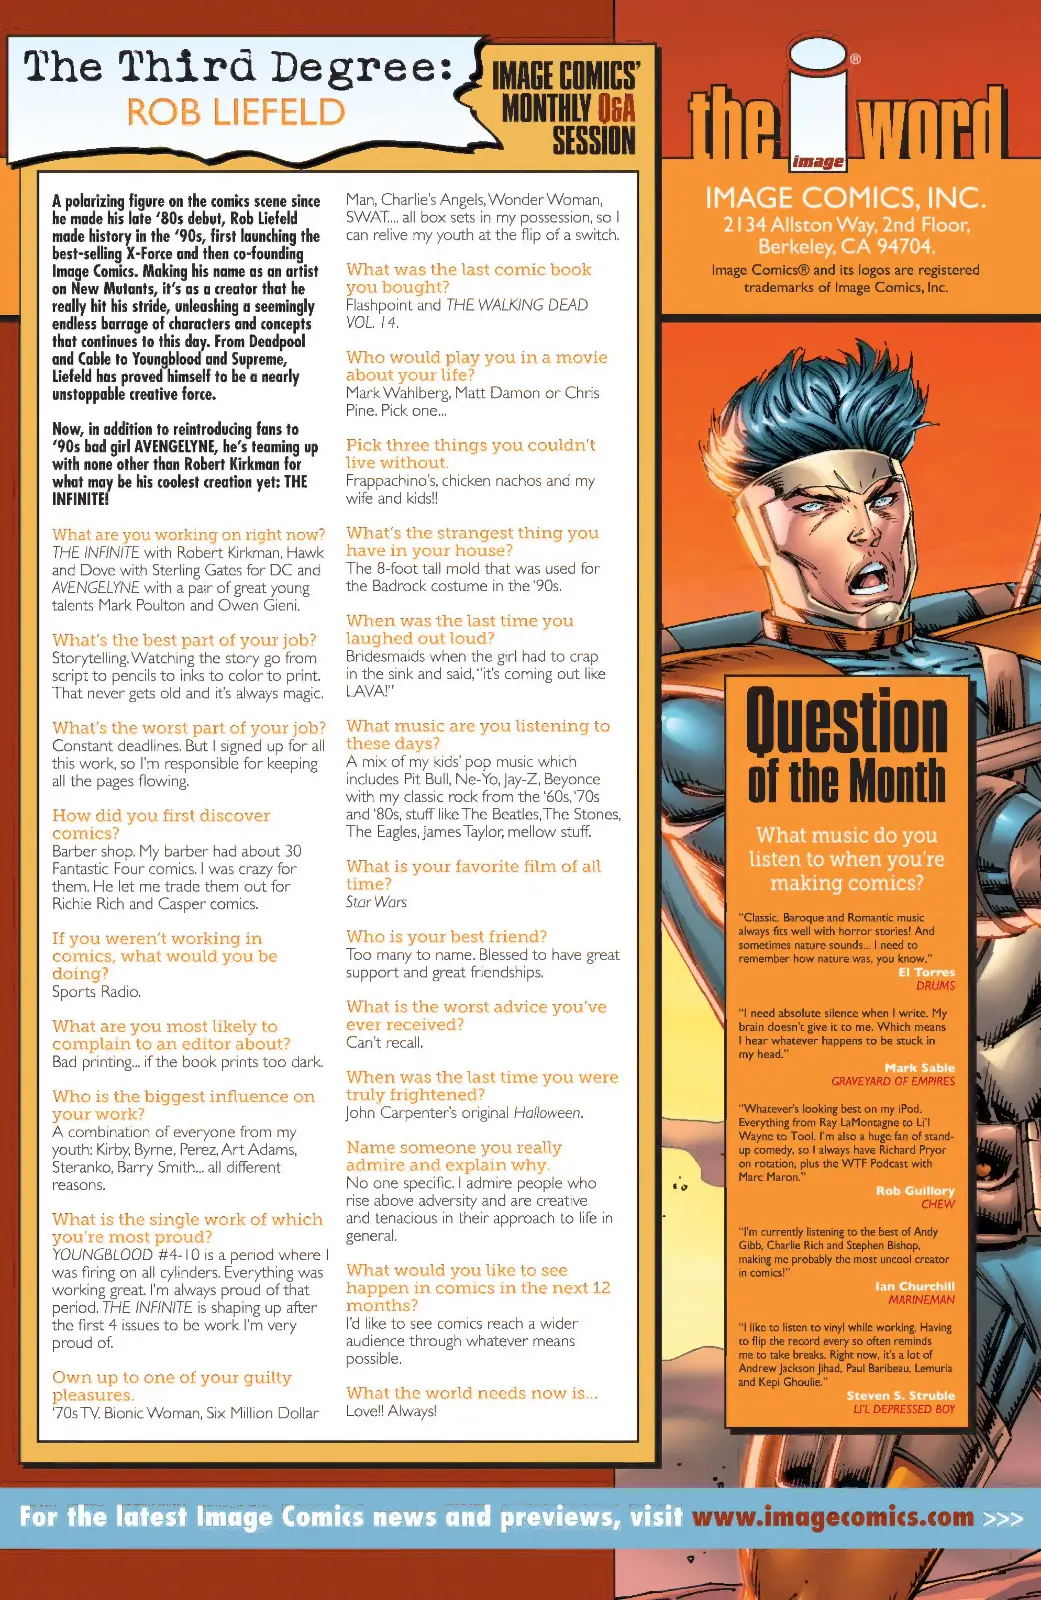 The Third Degree:
ROB LIEFELD
IMAGE COMICS'
MONTHLY Q&A
SESSION
A polarizing figure on the comics scene since
he made his late '80s debut, Rob Liefeld
made history in the '90s, first launching the
best-selling X-Force and then co-founding
Image Comics. Making his name as an artist
on New Mutants, it's as a creator that he
really hit his stride, unleashing a seemingly
endless barrage of characters and concepts
that continues to this day. From Deadpool
and Cable to Youngblood and Supreme,
Liefeld has proved himself to be a nearly
unstoppable creative force.
Now, in addition to reintroducing fans to
'90s bad girl AVENGELYNE, he's teaming up
with none other than Robert Kirkman for
what may be his coolest creation yet: THE
INFINITE!
What are you working on right now?
THE INFINITE with Robert Kirkman, Hawk
and Dove with Sterling Gates for DC and
AVENGELYNE with a pair of great young
talents Mark Poulton and Owen Gieni.
What's the best part of your job?
Storytelling. Watching the story go from
script to pencils to inks to color to print.
That never gets old and it's always magic.
What's the worst part of your job?
Constant deadlines. But I signed up for all
this work, so I'm responsible for keeping
all the pages flowing.
How did you first discover
comics?
Barber shop. My barber had about 30
Fantastic Four comics. I was crazy for
them. He let me trade them out for
Richie Rich and Casper comics.
If you weren't working in
comics, what would you be
doing?
Sports Radio.
What are you most likely to
complain to an editor about?
Bad printing... if the book prints too dark.
Who is the biggest influence on
your work?
A combination of everyone from my
youth: Kirby, Byrne, Perez, Art Adams,
Steranko, Barry Smith... all different
reasons.
What is the single work of which
you're most proud?
YOUNGBLOOD #4-10 is a period where I
was firing on all cylinders. Everything was
working great. I'm always proud of that
period. THE INFINITE is shaping up after
the first 4 issues to be work I'm very
proud of.
Own up to one of your guilty
pleasures.
'70s TV. Bionic Woman, Six Million Dollar
Man, Charlie's Angels, Wonder Woman,
SWAT.... all box sets in my possession, so I
can relive my youth at the flip of a switch.
What was the last comic book
you bought?
Flashpoint and THE WALKING DEAD
VOL. 14.
Who would play you in a movie
about your life?
Mark Wahlberg, Matt Damon or Chris
Pine. Pick one...
Pick three things you couldn't
live without.
Frappachino's, chicken nachos and my
wife and kids!!
What's the strangest thing you
have in your house?
The 8-foot tall mold that was used for
the Badrock costume in the '90s.
When was the last time you
laughed out loud?
Bridesmaids when the girl had to crap
in the sink and said, "it's coming out like
LAVA!"
What music are you listening to
these days?
A mix of my kids' pop music which
includes Pit Bull, Ne-Yo, Jay-Z, Beyonce
with my classic rock from the '60s, '70s
and '80s, stuff like The Beatles, The Stones,
The Eagles, James Taylor, mellow stuff.
What is your favorite film of all
time?
Star Wars
Who is your best friend?
Too many to name. Blessed to have great
support and great friendships.
What is the worst advice you've
ever received?
Can't recall.
When was the last time you were
truly frightened?
John Carpenter's original Halloween.
Name someone you really
admire and explain why.
No one specific. I admire people who
rise above adversity and are creative
and tenacious in their approach to life in
general.
What would you like to see
happen in comics in the next 12
months?
I'd like to see comics reach a wider
audience through whatever means
possible.
What the world needs now is...
Love!! Always!
the i word
image
®
IMAGE COMICS, INC.
2134 Allston Way, 2nd Floor,
Berkeley, CA 94704.
Image Comics® and its logos are registered
trademarks of Image Comics, Inc.
Question
of the Month
What music do you
listen to when you're
making comics?
"Classic. Baroque and Romantic music
always fits well with horror stories! And
sometimes nature sounds... I need to
remember how nature was, you know."
El Torres
DRUMS
"I need absolute silence when I write. My
brain doesn't give it to me. Which means
I hear whatever happens to be stuck in
my head."
Mark Sable
GRAVEYARD OF EMPIRES
"Whatever's looking best on my iPod.
Everything from Ray LaMontagne to Li'l
Wayne to Tool. I'm also a huge fan of stand-
up comedy, so I always have Richard Pryor
on rotation, plus the WTF Podcast with
Marc Maron."
Rob Guillory
CHEW
"I'm currently listening to the best of Andy
Gibb, Charlie Rich and Stephen Bishop,
making me probably the most uncool creator
in comics!"
Ian Churchill
MARINEMAN
"I like to listen to vinyl while working. Having
to flip the record every so often reminds
me to take breaks. Right now, it's a lot of
Andrew Jackson Jihad, Paul Baribeau, Lemuria
and Kepi Ghoulie."
Steven S. Struble
LI'L DEPRESSED BOY
For the latest Image Comics news and previews, visit www.imagecomics.com >>>